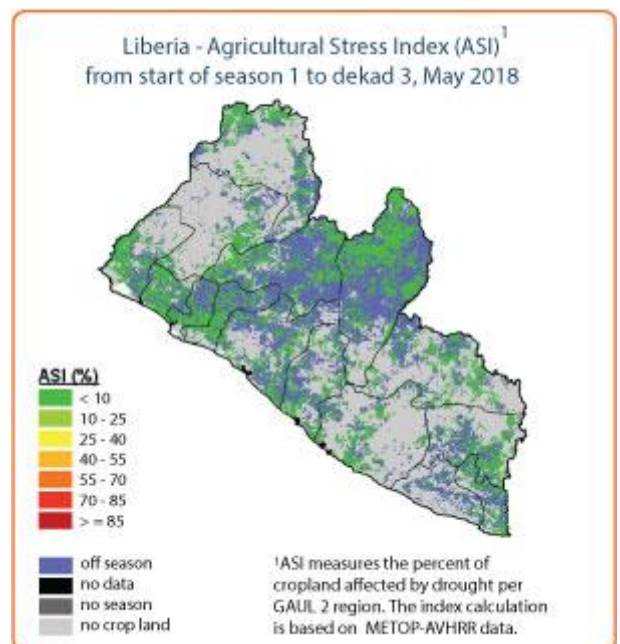 Liberia - Agricultural Stress Index (ASI)1
from start of season 1 to dekad 3, May 2018
ASI (%)
< 10
10 - 25
25 - 40
40 - 55
55 - 70
70 - 85
> = 85
off season
no data
no season
no crop land
1ASI measures the percent of
cropland affected by drought per
GAUL 2 region. The index calculation
is based on METOP-AVHRR data.